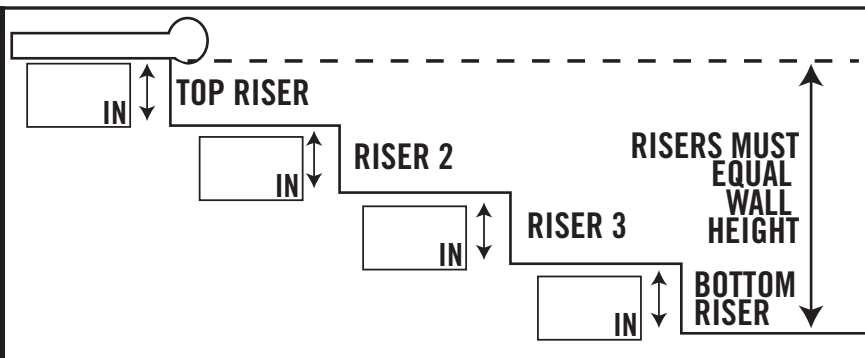 IN
TOP RISER
IN
RISER 2
IN
RISER 3
IN
BOTTOM
RISER
RISERS MUST
EQUAL
WALL
HEIGHT